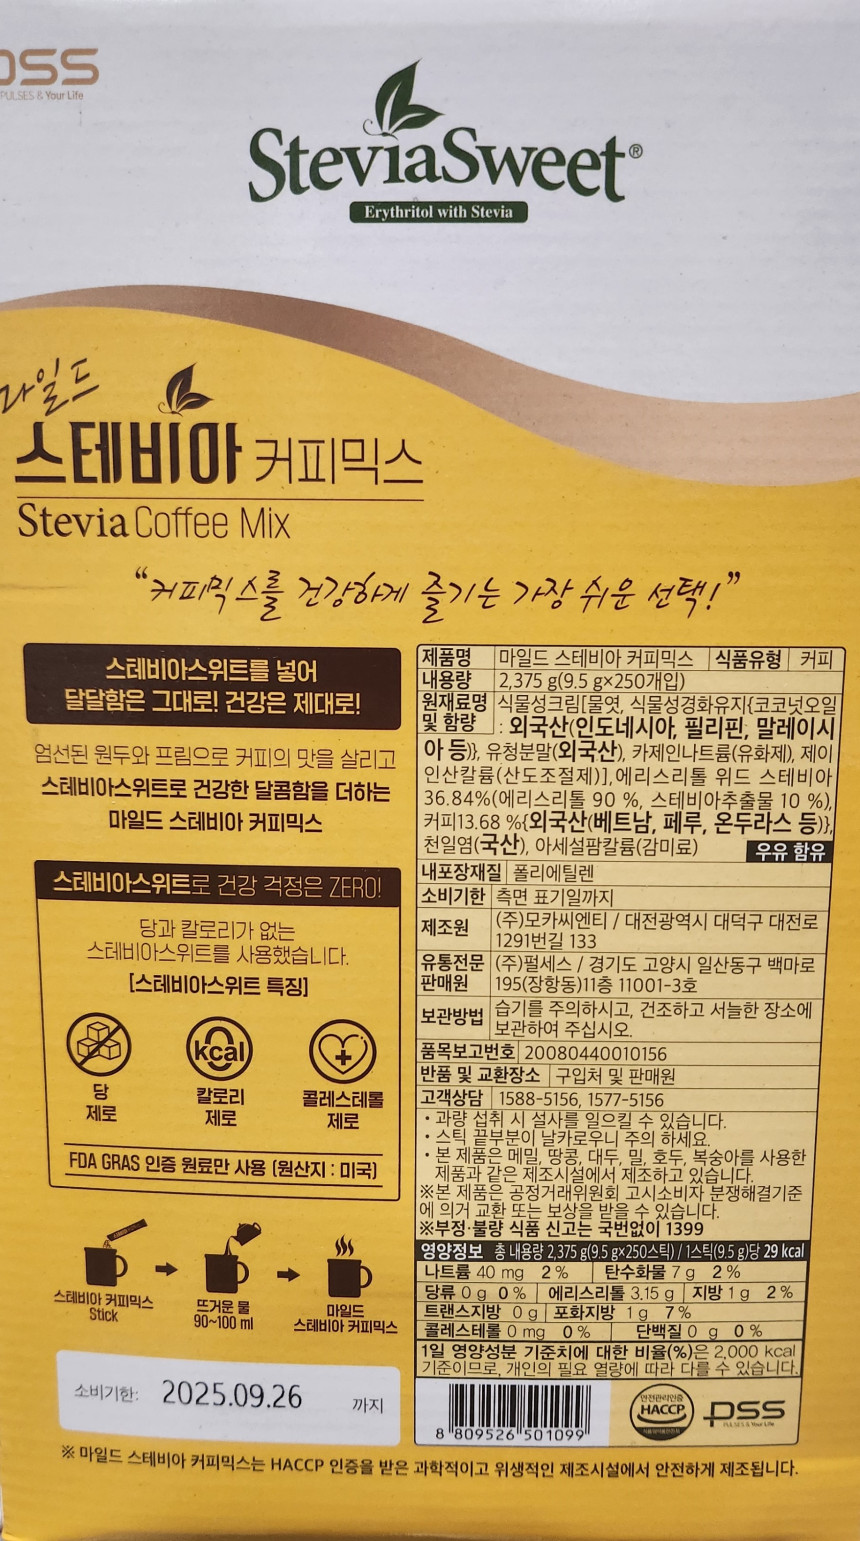 PSS
PULSES & Your Life
SteviaSweet®
Erythritol with Stevia
마일드
스테비아 커피믹스
Stevia Coffee Mix
“커피믹스를 건강하게 즐기는 가장 쉬운 선택!”
스테비아스위트를 넣어
달달함은 그대로! 건강은 제대로!
엄선된 원두와 프림으로 커피의 맛을 살리고
스테비아스위트로 건강한 달콤함을 더하는
마일드 스테비아 커피믹스
스테비아스위트로 건강 걱정은 ZERO!
당과 칼로리가 없는
스테비아스위트를 사용했습니다.
[스테비아스위트 특징]
당
제로
kcal
칼로리
제로
콜레스테롤
제로
FDA GRAS 인증 원료만 사용 (원산지 : 미국)
스테비아 커피믹스
Stick
뜨거운 물
90~100 ml
마일드
스테비아 커피믹스
소비기한: 2025.09.26 까지
제품명 마일드 스테비아 커피믹스 식품유형 커피
내용량 2,375 g(9.5 g×250개입)
원재료명 및 함량 식물성크림[물엿, 식물성경화유지{코코넛오일
: 외국산(인도네시아, 필리핀, 말레이시
아 등)}, 유청분말(외국산), 카제인나트륨(유화제), 제이
인산칼륨(산도조절제)], 에리스리톨 위드 스테비아
36.84%(에리스리톨 90 %, 스테비아추출물 10 %),
커피13.68 %{외국산(베트남, 페루, 온두라스 등)},
천일염(국산), 아세설팜칼륨(감미료) 우유 함유
내포장재질 폴리에틸렌
소비기한 측면 표기일까지
제조원 (주)모카씨엔티 / 대전광역시 대덕구 대전로
1291번길 133
유통전문 판매원 (주)펄세스 / 경기도 고양시 일산동구 백마로
195(장항동)11층 11001-3호
보관방법 습기를 주의하시고, 건조하고 서늘한 장소에
보관하여 주십시오.
품목보고번호 20080440010156
반품 및 교환장소 구입처 및 판매원
고객상담 1588-5156, 1577-5156
· 과량 섭취 시 설사를 일으킬 수 있습니다.
· 스틱 끝부분이 날카로우니 주의 하세요.
· 본 제품은 메밀, 땅콩, 대두, 밀, 호두, 복숭아를 사용한
제품과 같은 제조시설에서 제조하고 있습니다.
※본 제품은 공정거래위원회 고시소비자 분쟁해결기준
에 의거 교환 또는 보상을 받을 수 있습니다.
※부정·불량 식품 신고는 국번없이 1399
영양정보 총 내용량 2,375 g(9.5 g×250스틱) / 1스틱(9.5 g)당 29 kcal
나트륨 40 mg 2% 탄수화물 7 g 2%
당류 0 g 0% 에리스리톨 3.15 g 지방 1 g 2%
트랜스지방 0 g 포화지방 1 g 7%
콜레스테롤 0 mg 0% 단백질 0 g 0%
1일 영양성분 기준치에 대한 비율(%)은 2,000 kcal
기준이므로, 개인의 필요 열량에 따라 다를 수 있습니다.
8 809526 501099
안전관리인증
HACCP
PSS
PULSES & Your Life
※ 마일드 스테비아 커피믹스는 HACCP 인증을 받은 과학적이고 위생적인 제조시설에서 안전하게 제조됩니다.